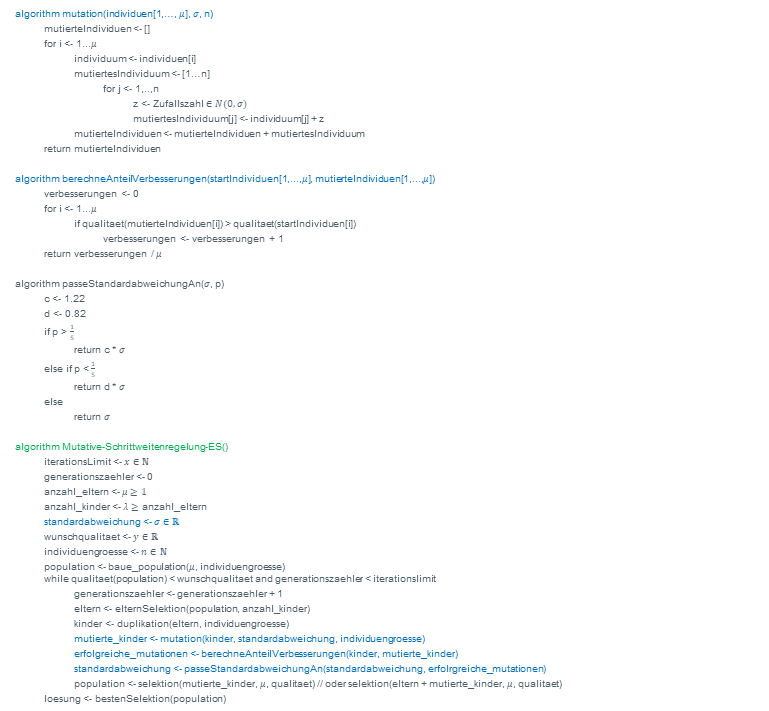 algorithm mutation(individuen[1,…, μ], σ, n)
mutierteIndividuen <- []
for i <- 1…μ
individuum <- individuen[i]
mutiertesIndividuum <- [1…n]
for j <- 1,..,n
z <- Zufallszahl ∈ N(0, σ)
mutiertesIndividuum[j] <- individuum[j] + z
mutierteIndividuen <- mutierteIndividuen + mutiertesIndividuum
return mutierteIndividuen
algorithm berechneAnteilVerbesserungen(startIndividuen[1,…,μ], mutierteIndividuen[1,…,μ])
verbesserungen <- 0
for i <- 1…μ
if qualitaet(mutierteIndividuen[i]) > qualitaet(startIndividuen[i])
verbesserungen <- verbesserungen + 1
return verbesserungen / μ
algorithm passeStandardabweichungAn(σ, p)
c <- 1.22
d <- 0.82
if p > 1/5
return c * σ
else if p < 1/5
return d * σ
else
return σ
algorithm Mutative-Schrittweitenregelung-ES()
iterationsLimit <- x ∈ ℕ
generationszaehler <- 0
anzahl_eltern <- μ ≥ 1
anzahl_kinder <- λ ≥ anzahl_eltern
standardabweichung <- σ ∈ ℝ
wunschqualitaet <- y ∈ ℝ
individuengroesse <- n ∈ ℕ
population <- baue_population(μ, individuengroesse)
while qualitaet(population) < wunschqualitaet and generationszaehler < iterationslimit
generationszaehler <- generationszaehler + 1
eltern <- elternSelektion(population, anzahl_kinder)
kinder <- duplikation(eltern, individuengroesse)
mutierte_kinder <- mutation(kinder, standardabweichung, individuengroesse)
erfolgreiche_mutationen <- berechneAnteilVerbesserungen(kinder, mutierte_kinder)
standardabweichung <- passeStandardabweichungAn(standardabweichung, erfolrgreiche_mutationen)
population <- selektion(mutierte_kinder, μ, qualitaet) // oder selektion(eltern + mutierte_kinder, μ, qualitaet)
loesung <- bestenSelektion(population)